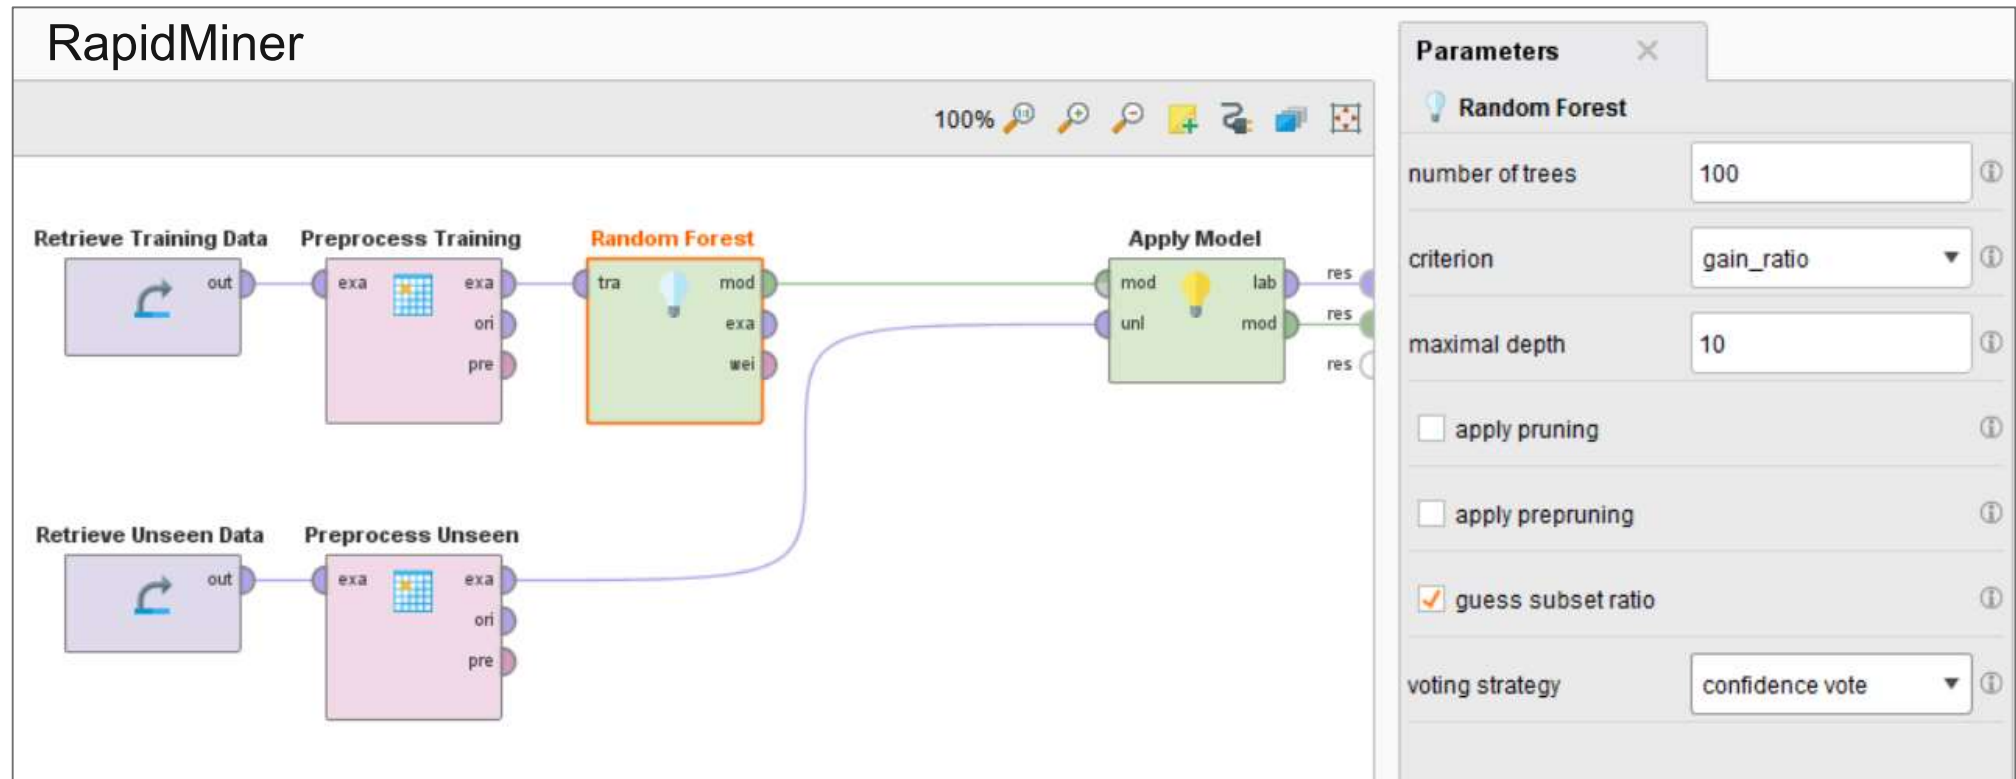 RapidMiner
100%
Retrieve Training Data
out
Preprocess Training
exa
exa
ori
pre
Random Forest
tra
mod
exa
wei
Apply Model
mod
unl
lab
mod
res
res
res
Retrieve Unseen Data
out
Preprocess Unseen
exa
exa
ori
pre
Parameters
Random Forest
number of trees 100
criterion gain_ratio
maximal depth 10
apply pruning
apply prepruning
guess subset ratio
voting strategy confidence vote